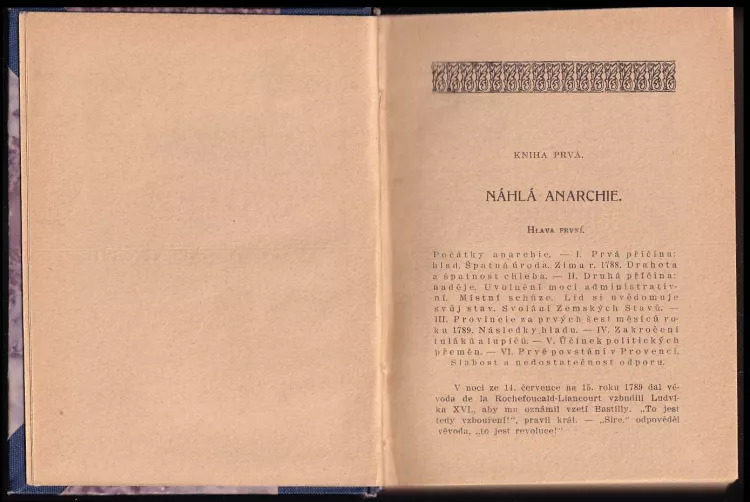 KNIHA PRVA.
NÁHLÁ ANARCHIE.
HLAVA PRVNÍ.
Počátky anarchie. — I. Prvá příčina:
hlad. Špatná úroda. Zima r. 1788. Drahota
a špatnost chleba. — II. Druhá příčina:
naděje. Uvolnění moci administrativ-
ní. Místní schůze. Lid si uvědomuje
svůj stav. Svolání Zemských Stavů. —
III. Provincie za prvých šest měsíců ro-
ku 1789. Následky hladu. — IV. Zakročení
tuláků a lupičů. — V. Účinek politických
přeměn. — VI. Prvé povstání v Provenci.
Slabost a nedostatečnost odporu.
V noci ze 14. července na 15. roku 1789 dal vé-
voda de la Rochefoucald-Liancourt vzbuditi Ludví-
ka XVI., aby mu oznámil vzetí Bastilly. „To jest
tedy vzbouření!", pravil král. — „Sire," odpověděl
vévoda, „to jest revoluce!"